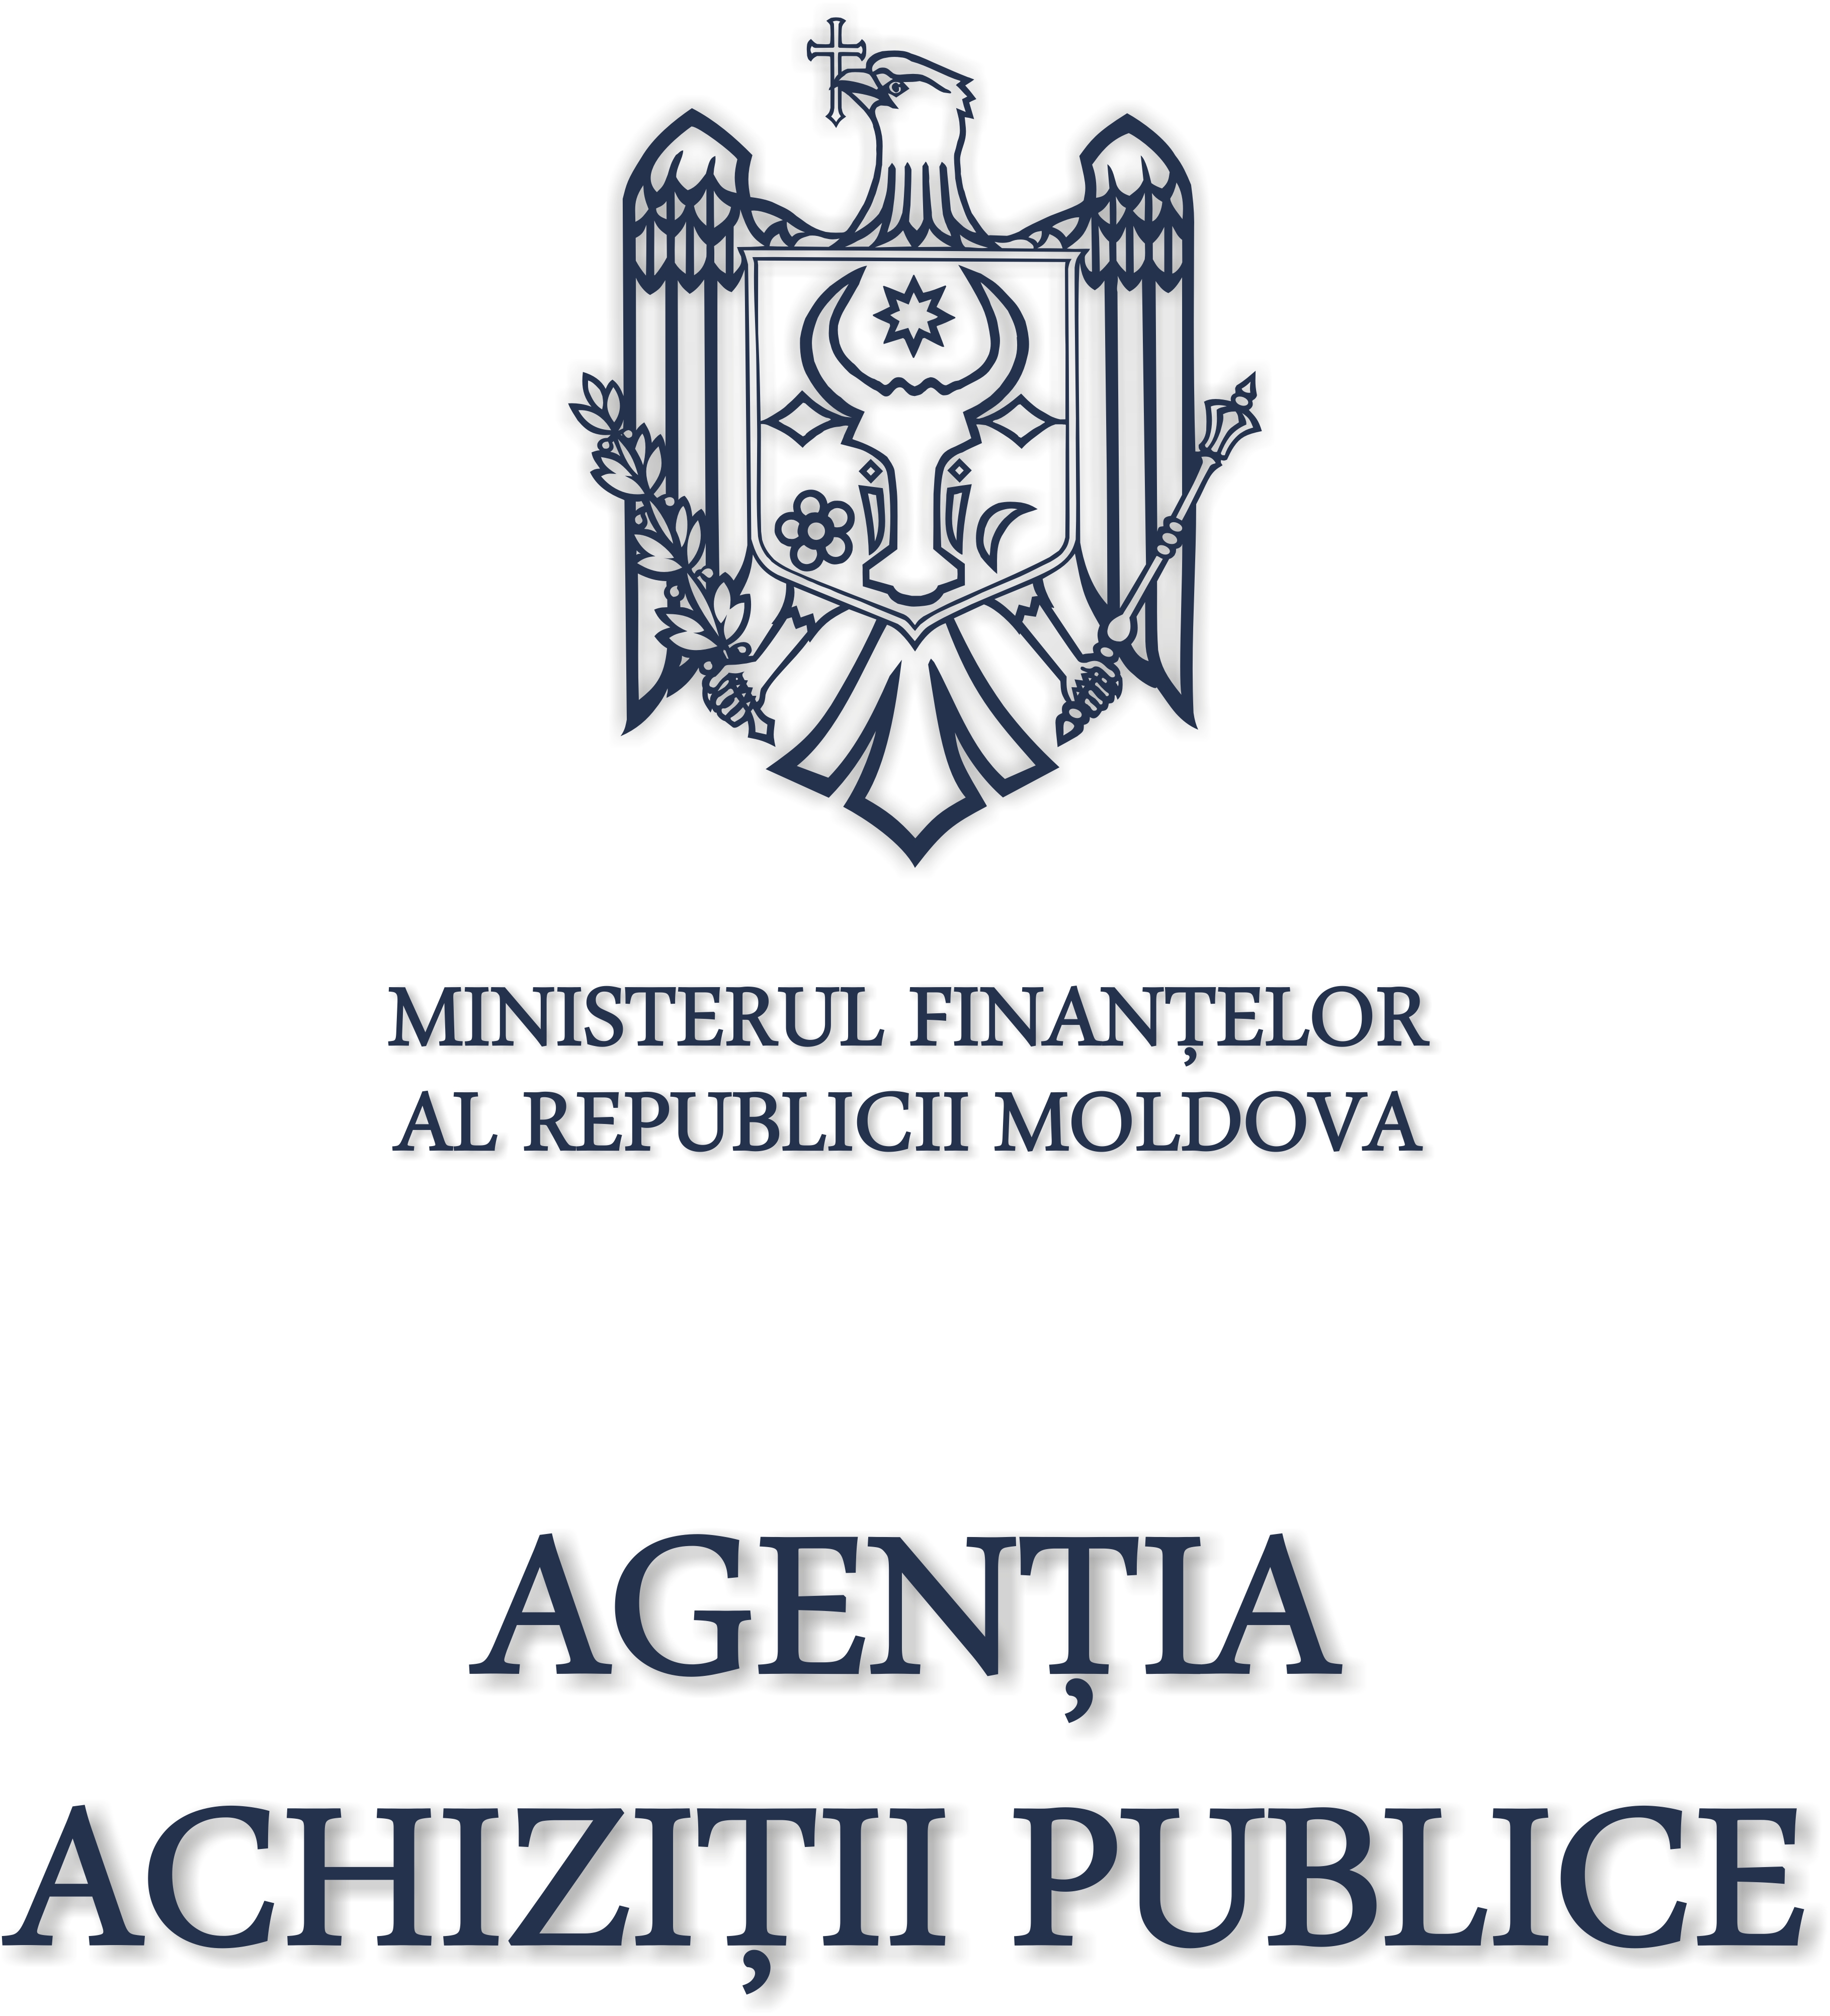 MINISTERUL FINANȚELOR
AL REPUBLICII MOLDOVA
AGENȚIA
ACHIZIȚII PUBLICE